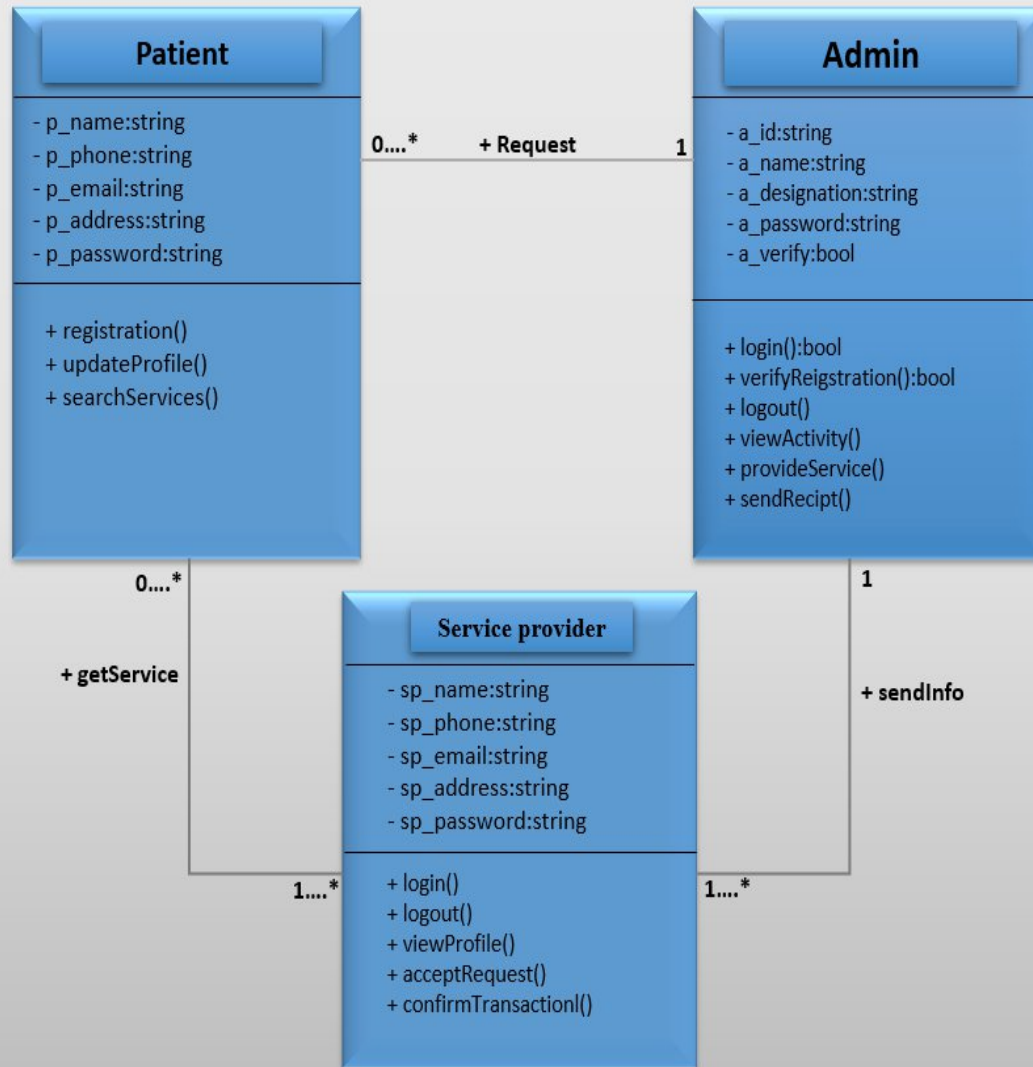 Patient
- p_name:string
- p_phone:string
- p_email:string
- p_address:string
- p_password:string
+ registration()
+ updateProfile()
+ searchServices()
0....*
+ Request
1
Admin
- a_id:string
- a_name:string
- a_designation:string
- a_password:string
- a_verify:bool
+ login():bool
+ verifyReigstration():bool
+ logout()
+ viewActivity()
+ provideService()
+ sendRecipt()
0....*
+ getService
1....*
1
+ sendInfo
1....*
Service provider
- sp_name:string
- sp_phone:string
- sp_email:string
- sp_address:string
- sp_password:string
+ login()
+ logout()
+ viewProfile()
+ acceptRequest()
+ confirmTransactionl()